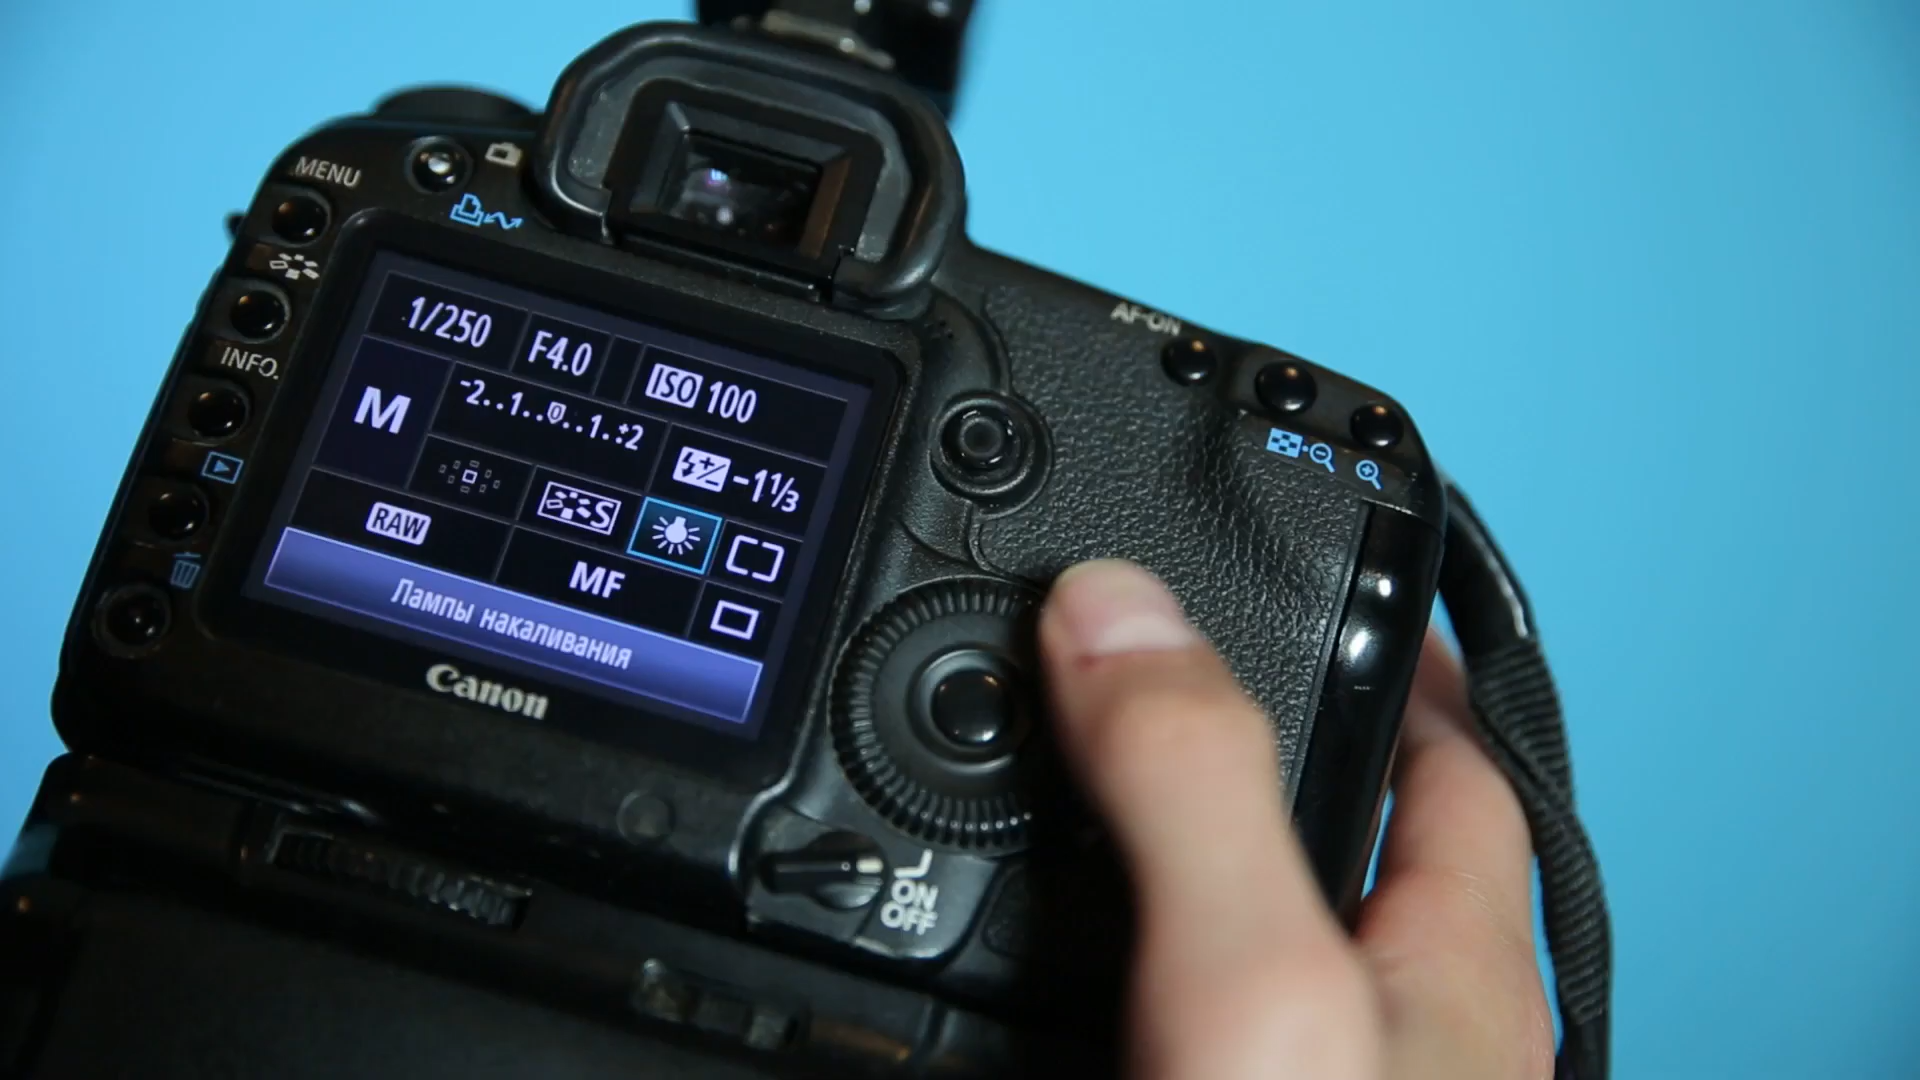 MENU
INFO.
AF-ON
1/250 F4.0 ISO 100
M -2..1..0..1.:+2
-1⅓
S
RAW MF
Лампы накаливания
Canon
ON
OFF